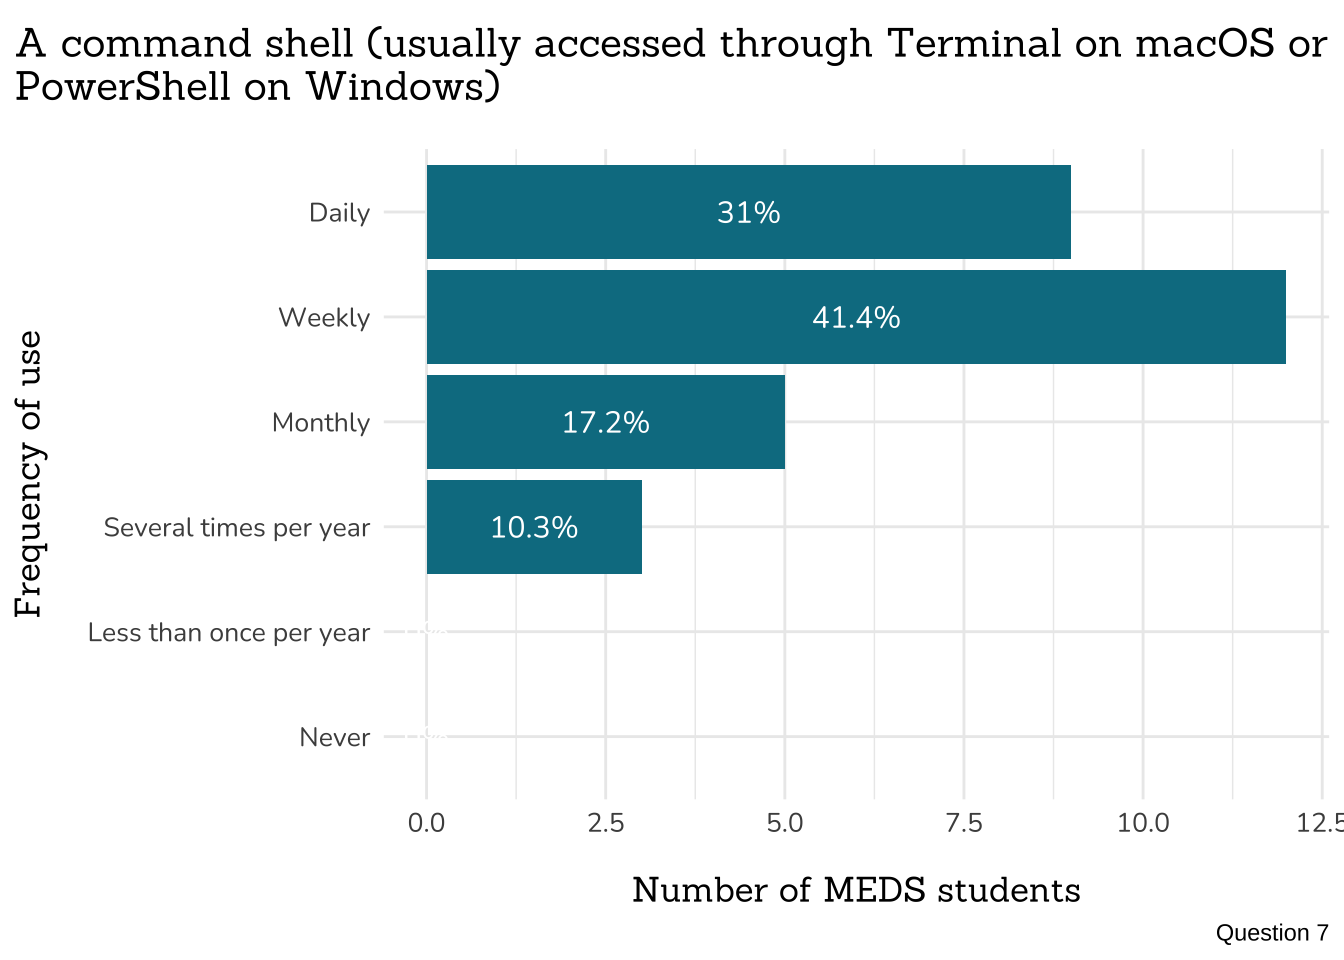 A command shell (usually accessed through Terminal on macOS or
PowerShell on Windows)
Daily
31%
Weekly
41.4%
Monthly
17.2%
Several times per year
10.3%
Less than once per year
Never
Frequency of use
0.0 2.5 5.0 7.5 10.0 12.5
Number of MEDS students
Question 7